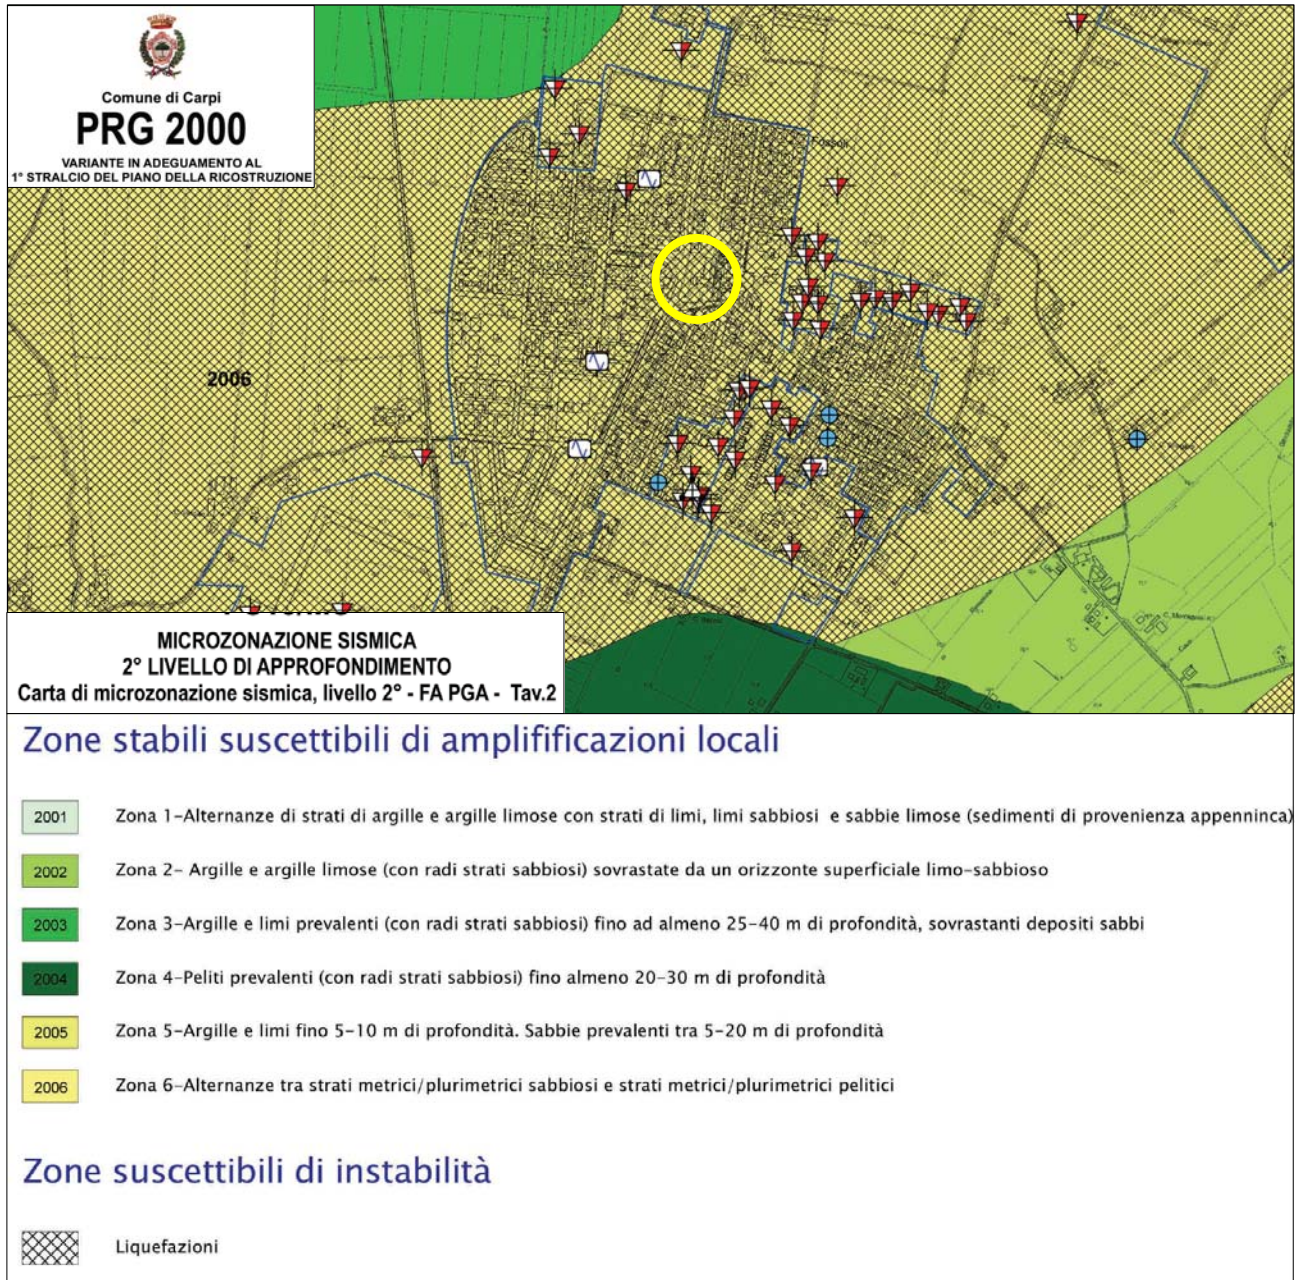 Comune di Carpi
PRG 2000
VARIANTE IN ADEGUAMENTO AL
1° STRALCIO DEL PIANO DELLA RICOSTRUZIONE
2006
MICROZONAZIONE SISMICA
2° LIVELLO DI APPROFONDIMENTO
Carta di microzonazione sismica, livello 2° - FA PGA - Tav.2
Zone stabili suscettibili di amplifificazioni locali
2001 Zona 1-Alternanze di strati di argille e argille limose con strati di limi, limi sabbiosi e sabbie limose (sedimenti di provenienza appenninca)
2002 Zona 2- Argille e argille limose (con radi strati sabbiosi) sovrastate da un orizzonte superficiale limo-sabbioso
2003 Zona 3-Argille e limi prevalenti (con radi strati sabbiosi) fino ad almeno 25-40 m di profondità, sovrastanti depositi sabbi
2004 Zona 4-Peliti prevalenti (con radi strati sabbiosi) fino almeno 20-30 m di profondità
2005 Zona 5-Argille e limi fino 5-10 m di profondità. Sabbie prevalenti tra 5-20 m di profondità
2006 Zona 6-Alternanze tra strati metrici/plurimetrici sabbiosi e strati metrici/plurimetrici pelitici
Zone suscettibili di instabilità
Liquefazioni